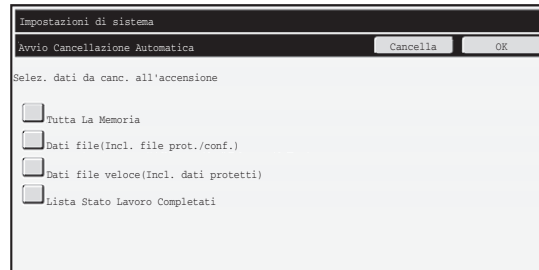 Impostazioni di sistema
Avvio Cancellazione Automatica Cancella OK
Selez. dati da canc. all'accensione
Tutta La Memoria
Dati file(Incl. file prot./conf.)
Dati file veloce(Incl. dati protetti)
Lista Stato Lavoro Completati